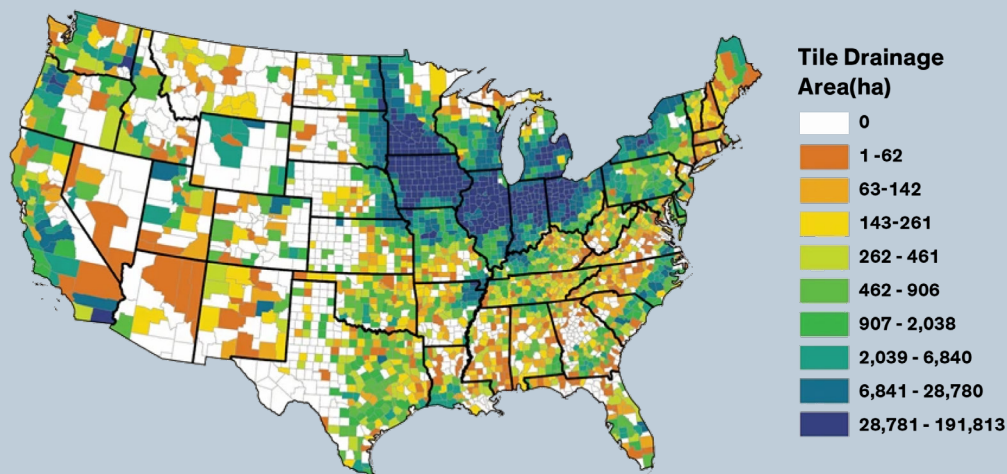 Tile Drainage
Area(ha)
0
1 -62
63-142
143-261
262 - 461
462 - 906
907 - 2,038
2,039 - 6,840
6,841 - 28,780
28,781 - 191,813